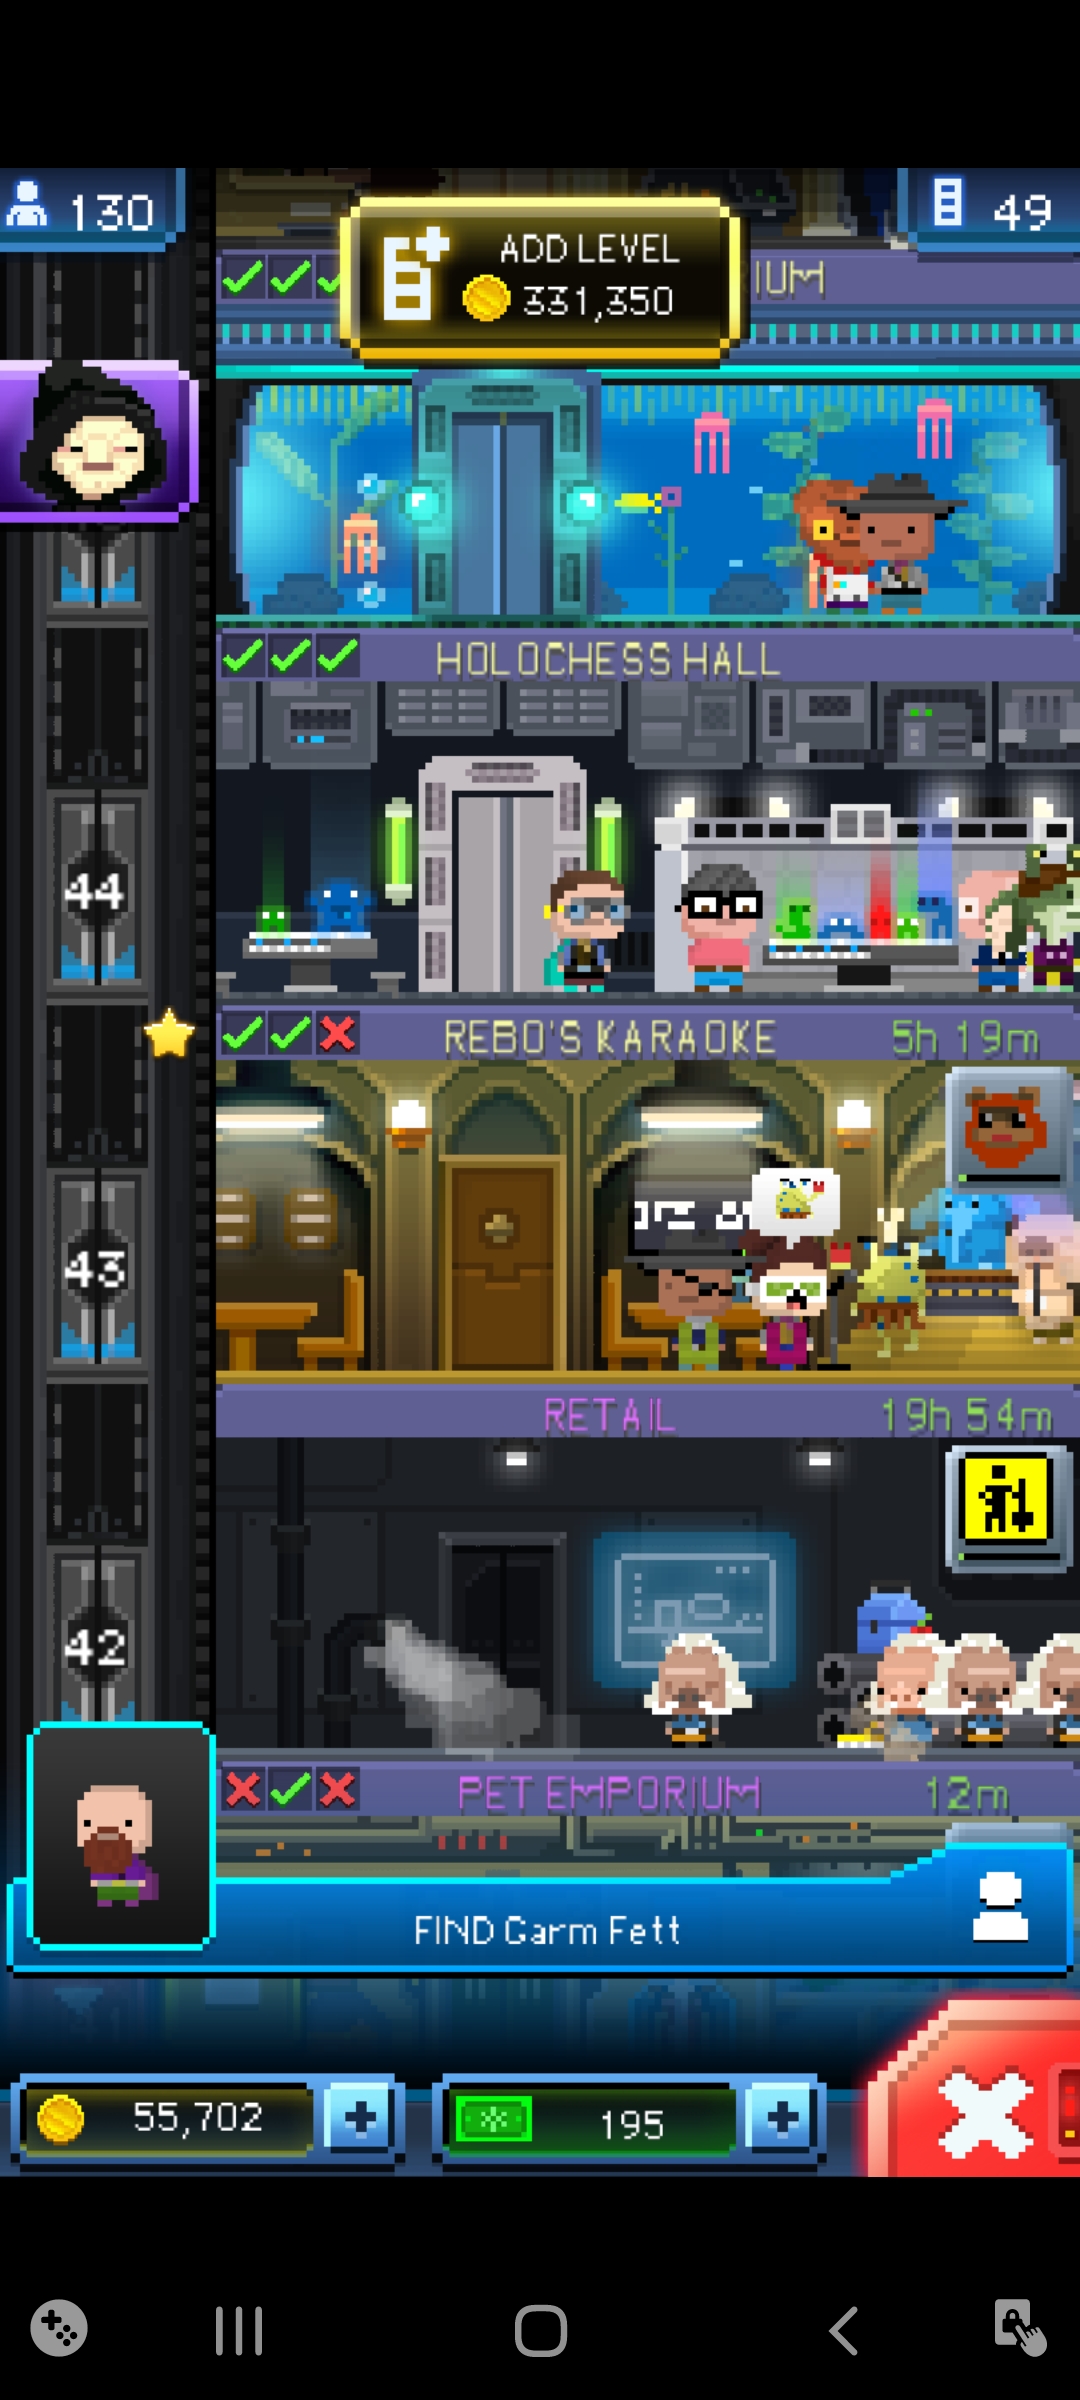 130
ADD LEVEL
331,350
49
IUM
HOLOCHESS HALL
44
REBO'S KARAOKE
5h 19m
43
RETAIL
19h 54m
42
PET EMPORIUM
12m
FIND Garm Fett
55,702
195